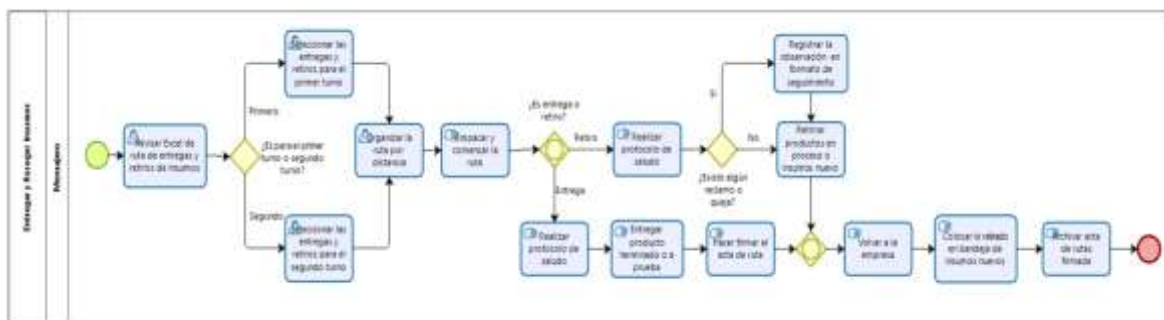 Entregar y Recoger Insumos
Mensajero
Revisar Excel de
ruta de entregas y
retiros de insumos
¿Es para el primer
turno o segundo
turno?
Primero
Segundo
Seleccionar las
entregas y
retiros para el
primer turno
Seleccionar las
entregas y
retiros para el
segundo turno
Organizar la
ruta por
distancia
Empacar y
comenzar la
ruta
¿Es entrega o
retiro?
Retiro
Entrega
Realizar
protocolo de
saludo
¿Existe algún
reclamo o
queja?
Si
No
Registrar la
observación en
formato de
seguimiento
Retirar
productos en
proceso o
insumos nuevo
Realizar
protocolo de
saludo
Entregar
producto
terminado o a
prueba
Hacer firmar el
acta de ruta
Volver a la
empresa
Colocar lo retirado
en bandeja de
insumos nuevos
Archivar acta
de rutas
firmada